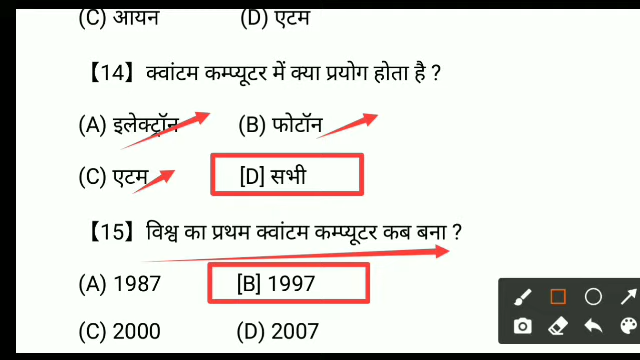 (C) आयन (D) एटम
【14】 क्वांटम कम्प्यूटर में क्या प्रयोग होता है ?
(A) इलेक्ट्रॉन (B) फोटॉन
(C) एटम [D] सभी
【15】 विश्व का प्रथम क्वांटम कम्प्यूटर कब बना ?
(A) 1987 [B] 1997
(C) 2000 (D) 2007